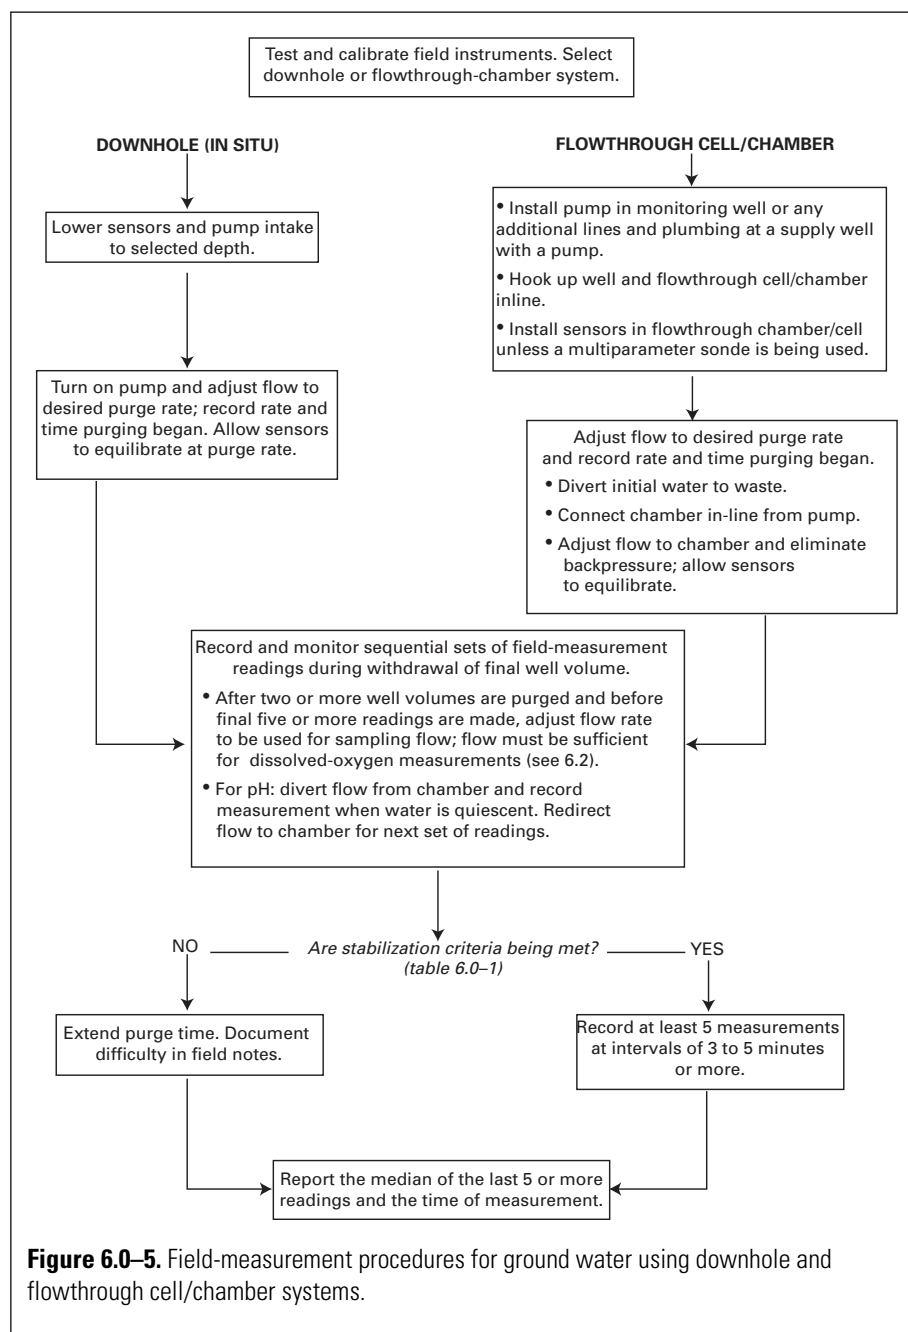 Test and calibrate field instruments. Select
downhole or flowthrough-chamber system.
DOWNHOLE (IN SITU)
Lower sensors and pump intake
to selected depth.
Turn on pump and adjust flow to
desired purge rate; record rate and
time purging began. Allow sensors
to equilibrate at purge rate.
FLOWTHROUGH CELL/CHAMBER
• Install pump in monitoring well or any
additional lines and plumbing at a supply well
with a pump.
• Hook up well and flowthrough cell/chamber
inline.
• Install sensors in flowthrough chamber/cell
unless a multiparameter sonde is being used.
Adjust flow to desired purge rate
and record rate and time purging began.
• Divert initial water to waste.
• Connect chamber in-line from pump.
• Adjust flow to chamber and eliminate
backpressure; allow sensors
to equilibrate.
Record and monitor sequential sets of field-measurement
readings during withdrawal of final well volume.
• After two or more well volumes are purged and before
final five or more readings are made, adjust flow rate
to be used for sampling flow; flow must be sufficient
for dissolved-oxygen measurements (see 6.2).
• For pH: divert flow from chamber and record
measurement when water is quiescent. Redirect
flow to chamber for next set of readings.
NO
Are stabilization criteria being met?
(table 6.0–1)
YES
Extend purge time. Document
difficulty in field notes.
Record at least 5 measurements
at intervals of 3 to 5 minutes
or more.
Report the median of the last 5 or more
readings and the time of measurement.
Figure 6.0–5. Field-measurement procedures for ground water using downhole and
flowthrough cell/chamber systems.